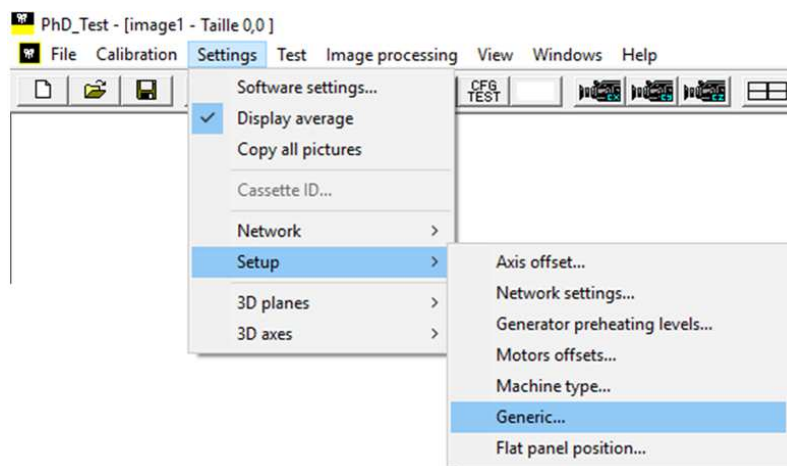 PhD_Test - [image1 - Taille 0,0 ]
File Calibration Settings Test Image processing View Windows Help
CFG
TEST
Software settings...
Display average
Copy all pictures
Cassette ID...
Network
Setup
3D planes
3D axes
Axis offset...
Network settings...
Generator preheating levels...
Motors offsets...
Machine type...
Generic...
Flat panel position...